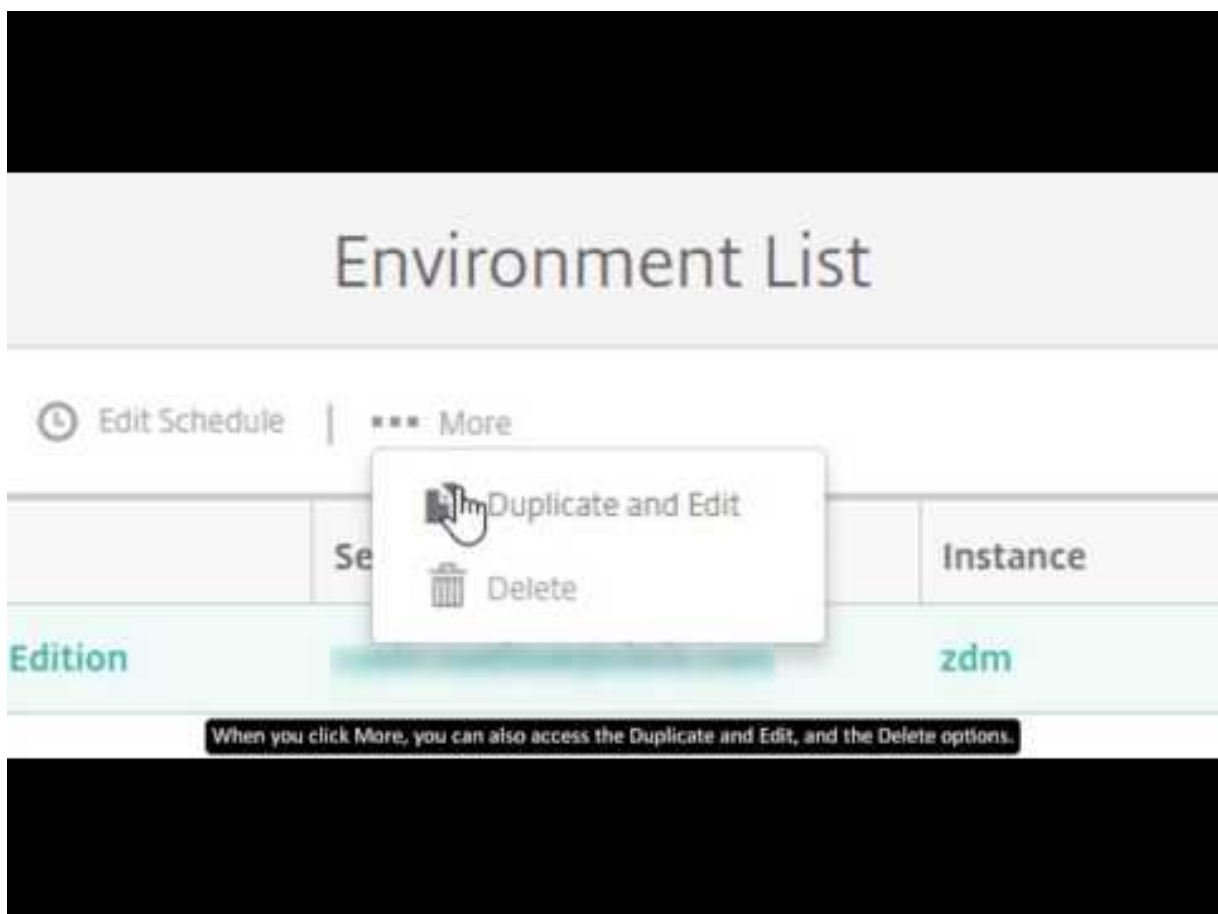 Environment List
Edit Schedule | ▪▪▪ More
Duplicate and Edit
Se
Instance
Delete
Edition
zdm
When you click More, you can also access the Duplicate and Edit, and the Delete options.